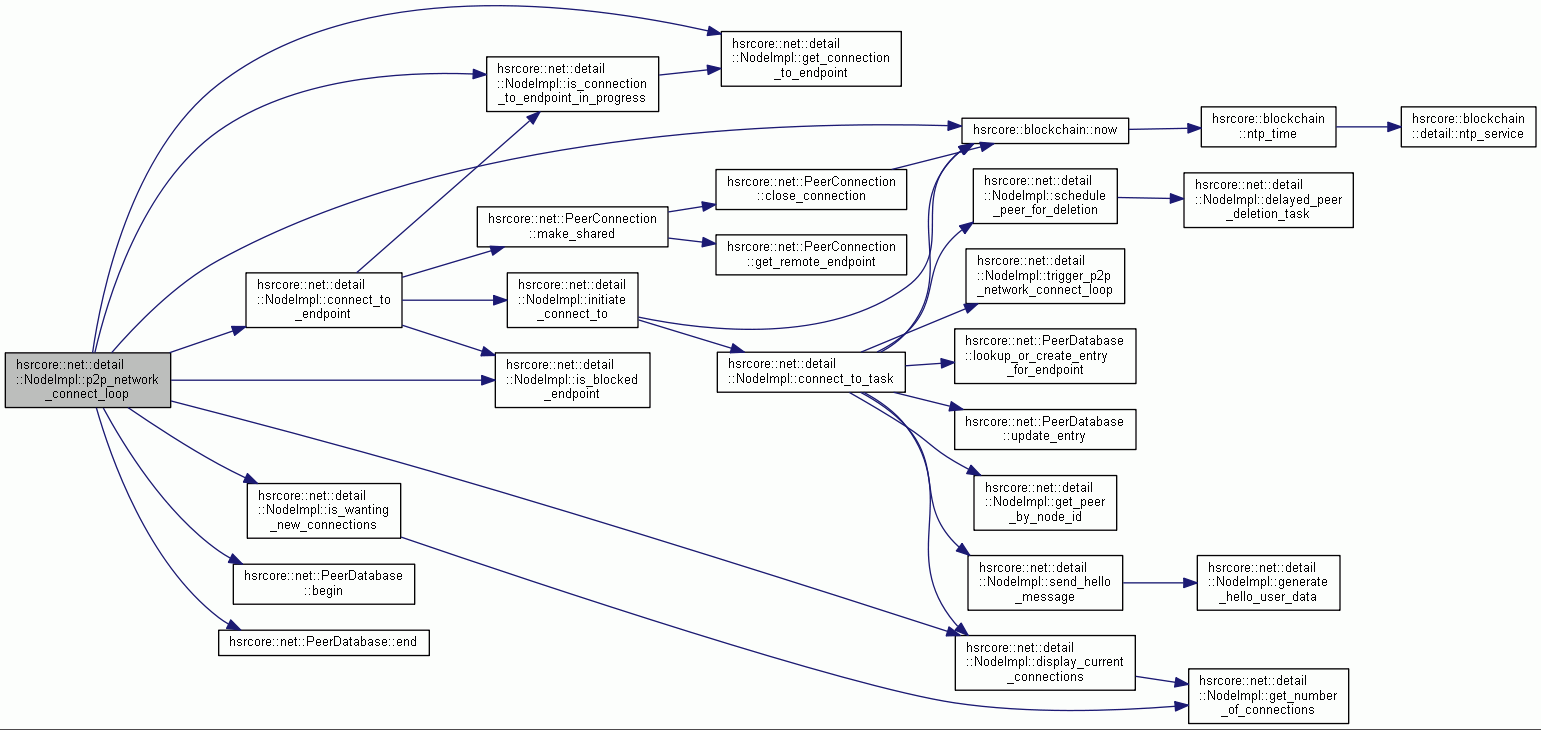 hsrcore::net::detail
::NodeImpl::p2p_network
_connect_loop
hsrcore::net::detail
::NodeImpl::get_connection
_to_endpoint
hsrcore::net::detail
::NodeImpl::is_connection
_to_endpoint_in_progress
hsrcore::blockchain::now
hsrcore::blockchain
::ntp_time
hsrcore::blockchain
::detail::ntp_service
hsrcore::net::PeerConnection
::close_connection
hsrcore::net::detail
::NodeImpl::schedule
_peer_for_deletion
hsrcore::net::detail
::NodeImpl::delayed_peer
_deletion_task
hsrcore::net::PeerConnection
::make_shared
hsrcore::net::PeerConnection
::get_remote_endpoint
hsrcore::net::detail
::NodeImpl::trigger_p2p
_network_connect_loop
hsrcore::net::detail
::NodeImpl::connect_to
_endpoint
hsrcore::net::detail
::NodeImpl::initiate
_connect_to
hsrcore::net::PeerDatabase
::lookup_or_create_entry
_for_endpoint
hsrcore::net::detail
::NodeImpl::is_blocked
_endpoint
hsrcore::net::detail
::NodeImpl::connect_to_task
hsrcore::net::PeerDatabase
::update_entry
hsrcore::net::detail
::NodeImpl::get_peer
_by_node_id
hsrcore::net::detail
::NodeImpl::is_wanting
_new_connections
hsrcore::net::detail
::NodeImpl::send_hello
_message
hsrcore::net::detail
::NodeImpl::generate
_hello_user_data
hsrcore::net::PeerDatabase
::begin
hsrcore::net::PeerDatabase::end
hsrcore::net::detail
::NodeImpl::display_current
_connections
hsrcore::net::detail
::NodeImpl::get_number
_of_connections